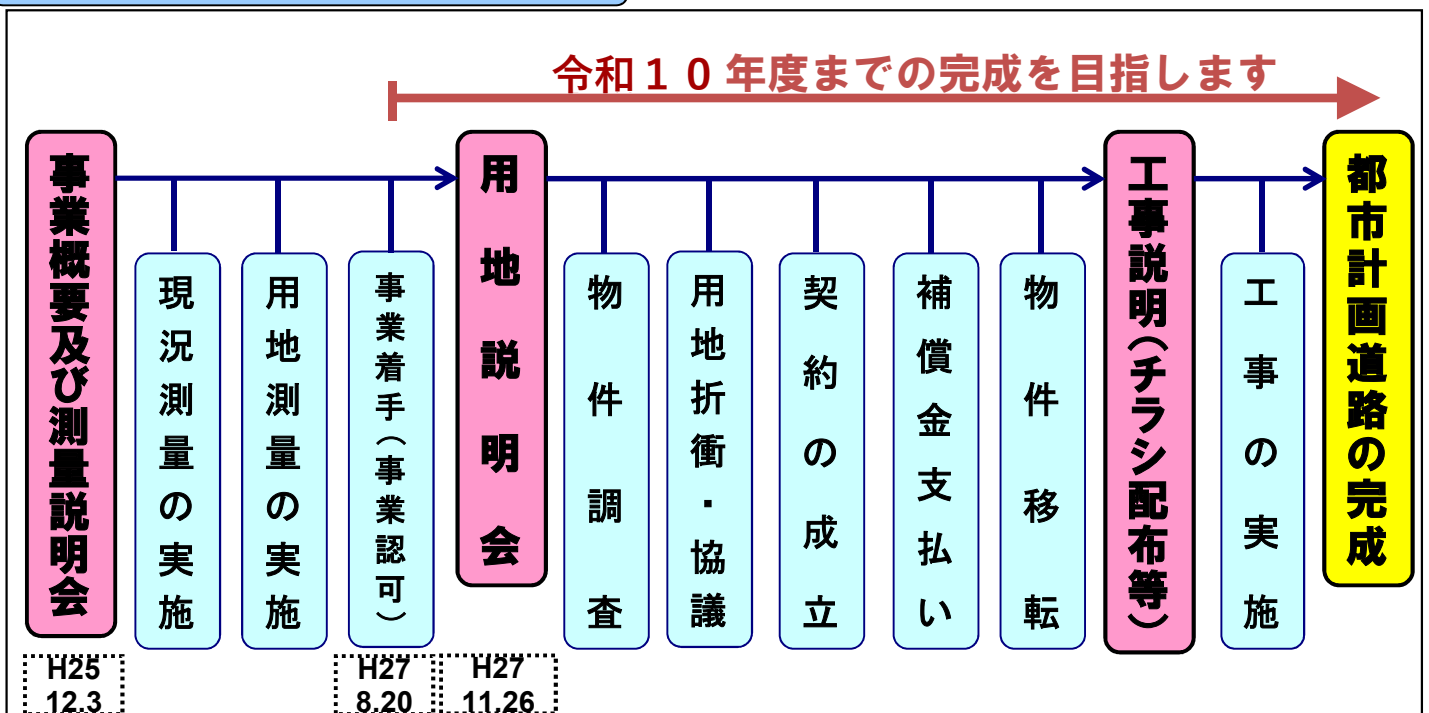 令和１０年度までの完成を目指します
事業概要及び測量説明会
現況測量の実施
用地測量の実施
事業着手（事業認可）
用地説明会
物件調査
用地折衝・協議
契約の成立
補償金支払い
物件移転
工事説明（チラシ配布等）
工事の実施
都市計画道路の完成
H25
12.3
H27
8.20
H27
11.26